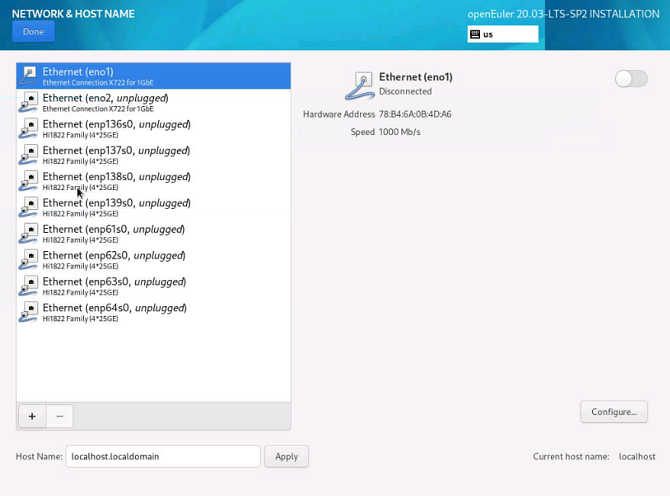 NETWORK & HOST NAME
openEuler 20.03-LTS-SP2 INSTALLATION
Done
us
Ethernet (eno1)
Ethernet Connection X722 for 1GbE
Ethernet (eno2, unplugged)
Ethernet Connection X722 for 1GbE
Ethernet (enp136s0, unplugged)
Hi1822 Family (4*25GE)
Ethernet (enp137s0, unplugged)
Hi1822 Family (4*25GE)
Ethernet (enp138s0, unplugged)
Hi1822 Family (4*25GE)
Ethernet (enp139s0, unplugged)
Hi1822 Family (4*25GE)
Ethernet (enp61s0, unplugged)
Hi1822 Family (4*25GE)
Ethernet (enp62s0, unplugged)
Hi1822 Family (4*25GE)
Ethernet (enp63s0, unplugged)
Hi1822 Family (4*25GE)
Ethernet (enp64s0, unplugged)
Hi1822 Family (4*25GE)
Ethernet (eno1)
Disconnected
Hardware Address 78:B4:6A:0B:4D:A6
Speed 1000 Mb/s
+ −
Configure...
Host Name: localhost.localdomain Apply
Current host name: localhost